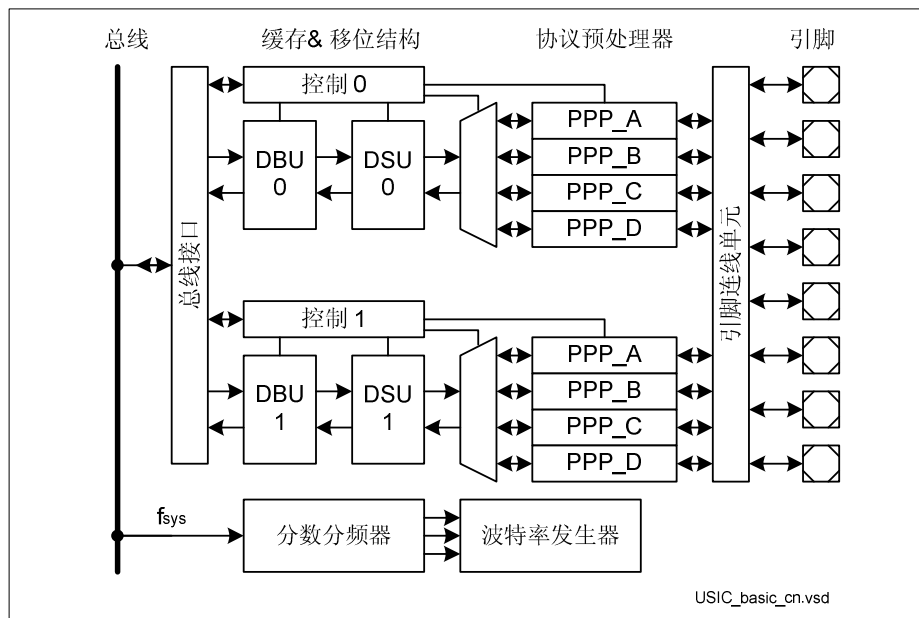 总线 缓存& 移位结构 协议预处理器 引脚
控制 0
DBU
0
DSU
0
PPP_A
PPP_B
PPP_C
PPP_D
总线接口
引脚连线单元
控制 1
DBU
1
DSU
1
PPP_A
PPP_B
PPP_C
PPP_D
fsys
分数分频器
波特率发生器
USIC_basic_cn.vsd